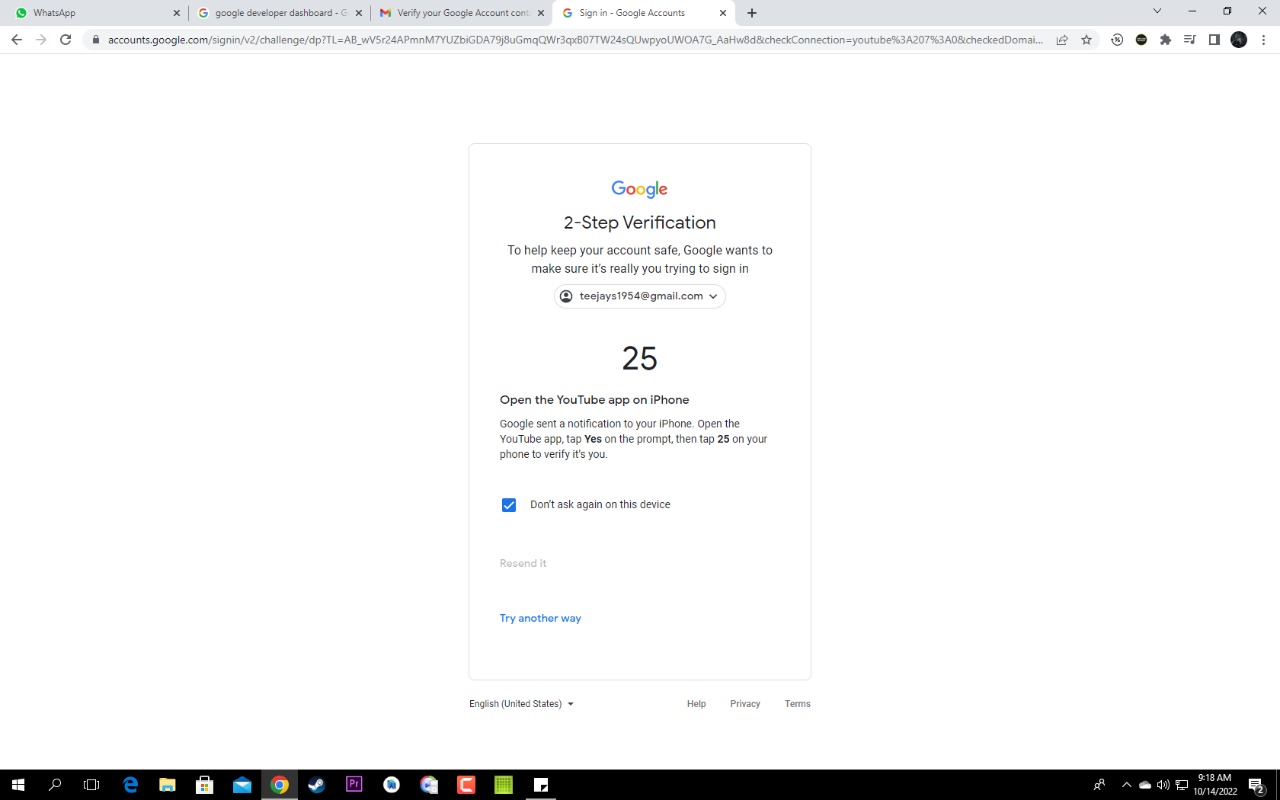 WhatsApp
google developer dashboard - G
Verify your Google Account cont
Sign in - Google Accounts
accounts.google.com/signin/v2/challenge/dp?TL=AB_wV5r24APmnM7YUZbiGDA79j8uGmqQWr3qxB07TW24sQUwpyoUWOA7G_AaHw8d&checkConnection=youtube%3A207%3A0&checkedDomai...
Google
2-Step Verification
To help keep your account safe, Google wants to
make sure it's really you trying to sign in
teejays1954@gmail.com
25
Open the YouTube app on iPhone
Google sent a notification to your iPhone. Open the
YouTube app, tap Yes on the prompt, then tap 25 on your
phone to verify it's you.
Don't ask again on this device
Resend it
Try another way
English (United States)
Help
Privacy
Terms
Pr
9:18 AM
10/14/2022
2